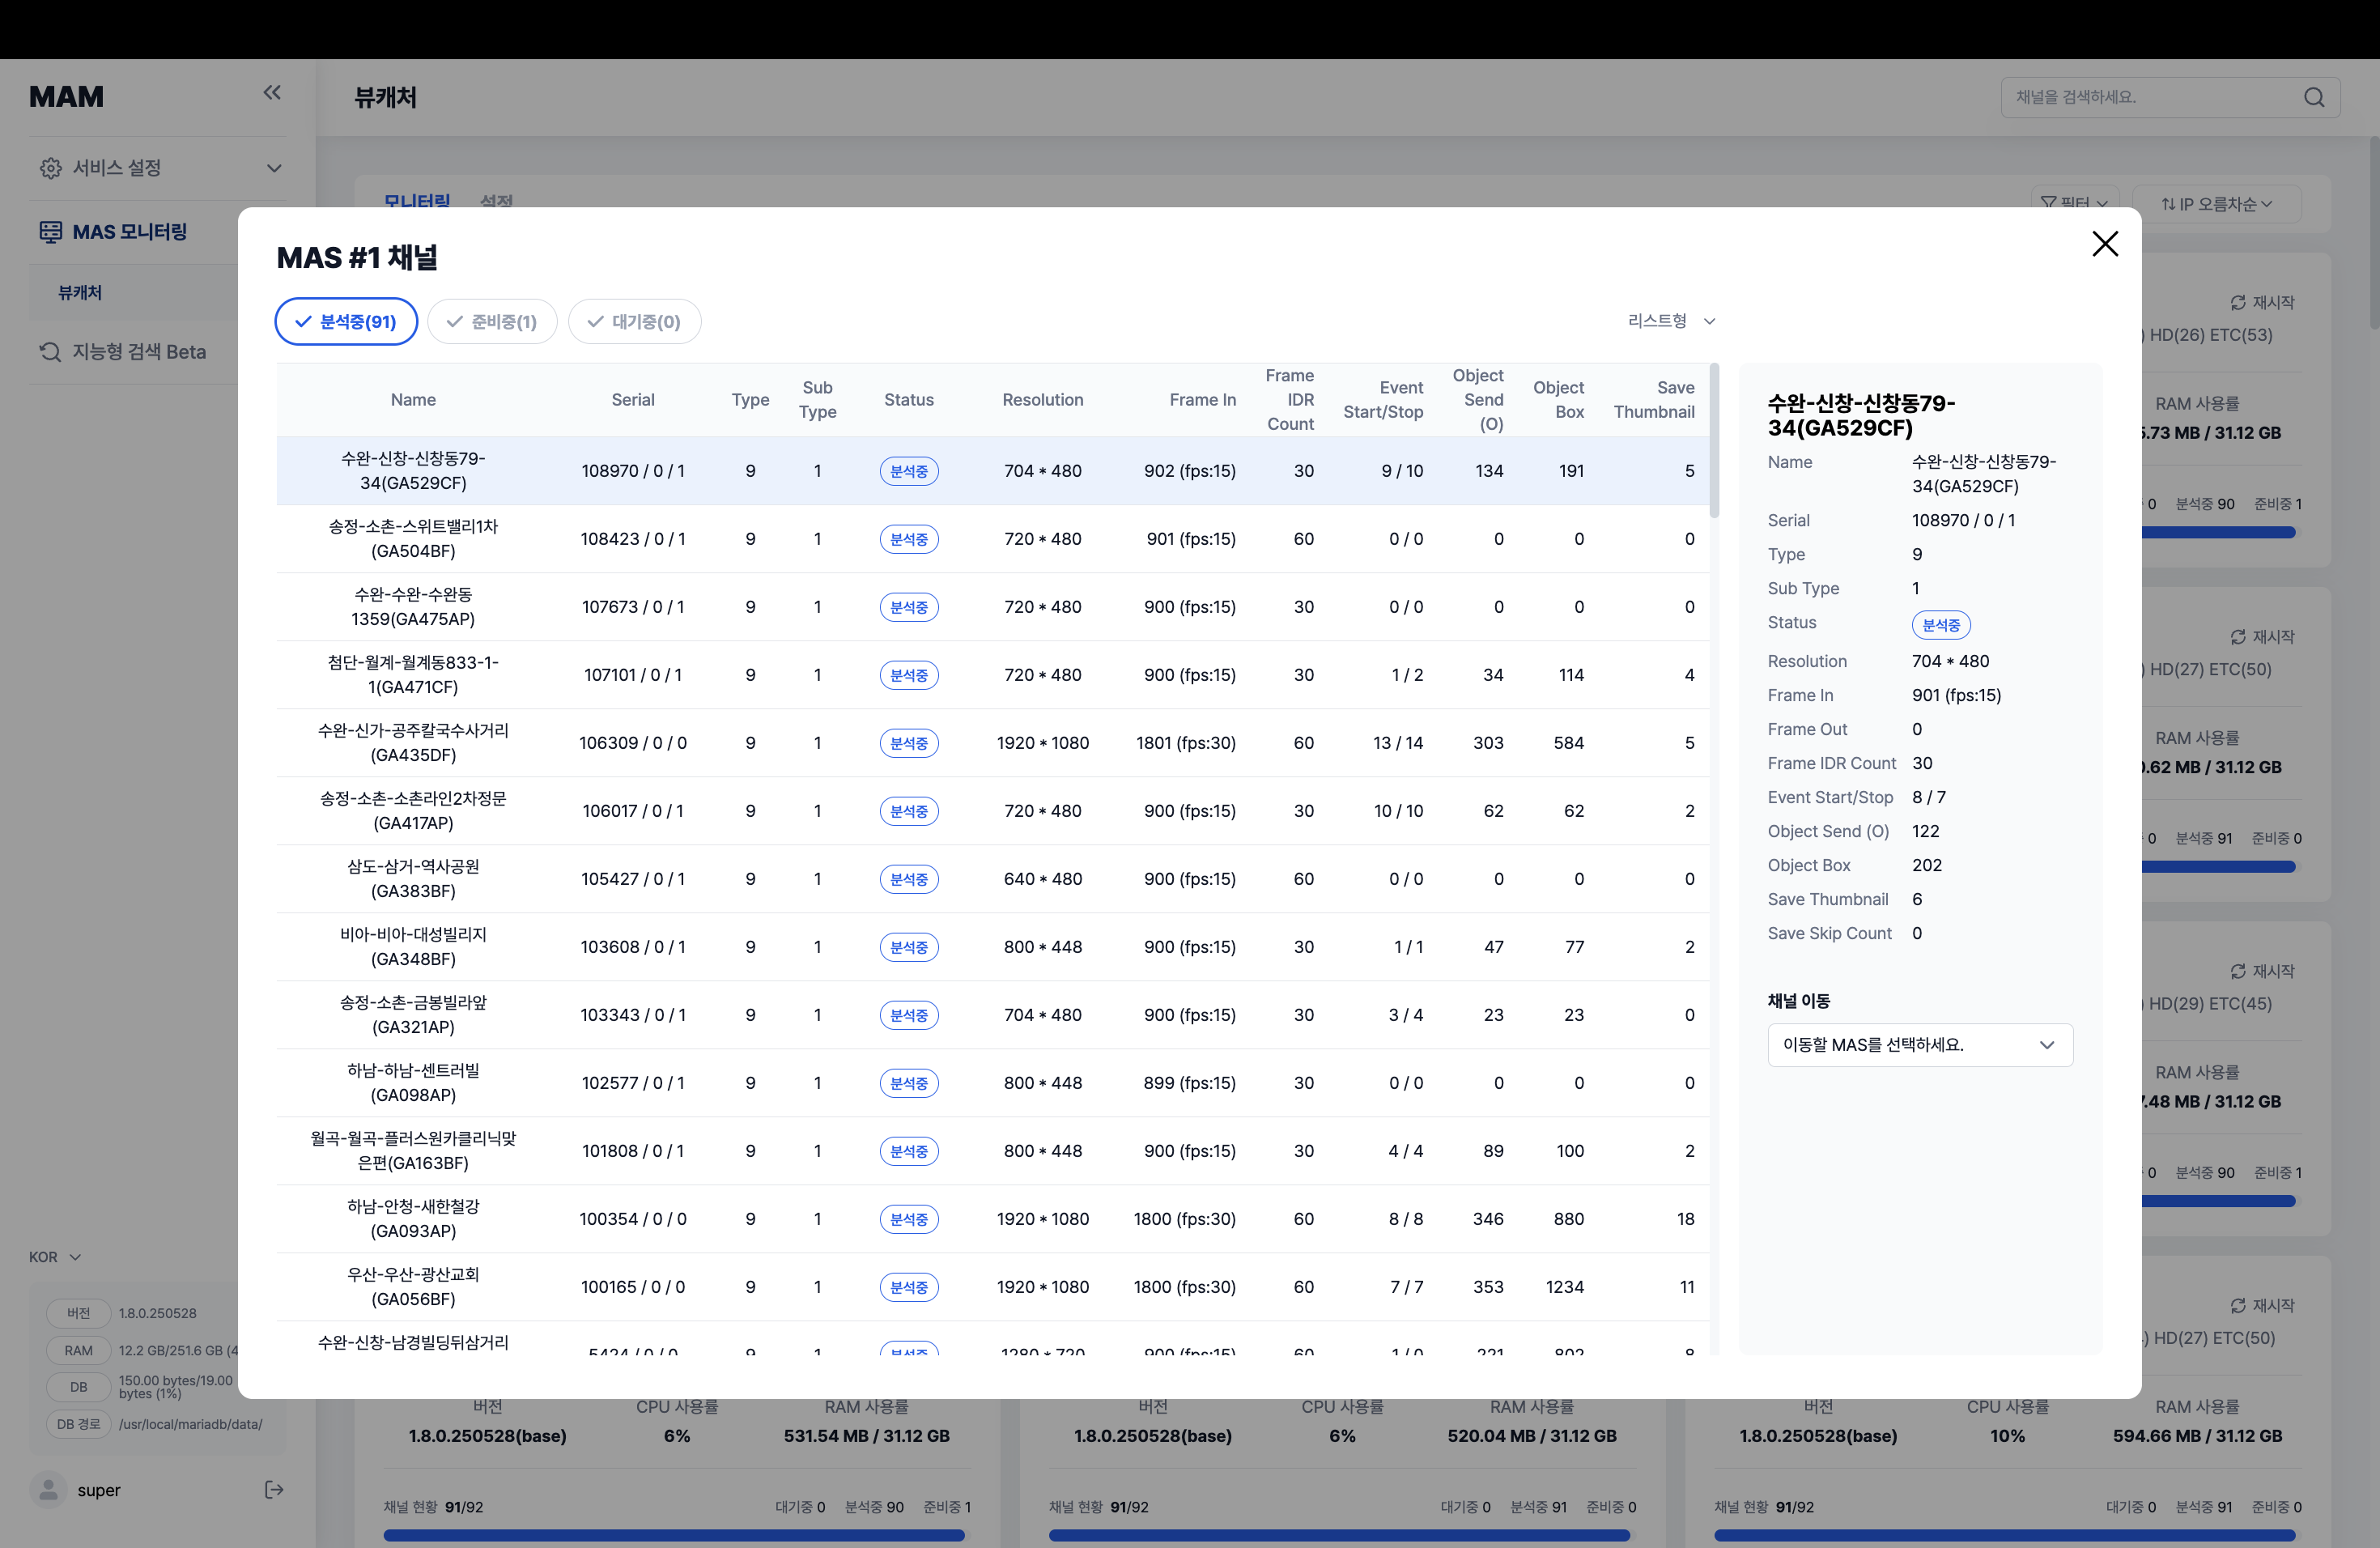 MAM
서비스 설정
MAS 모니터링
뷰캐처
지능형 검색 Beta
KOR
버전 1.8.0.250528
RAM 12.2 GB/251.6 GB (4
DB 150.00 bytes/19.00
bytes (1%)
DB 경로 /usr/local/mariadb/data/
super
뷰캐처
채널을 검색하세요.
모니터링 설정
필터 IP 오름차순
MAS #1 채널
분석중(91) 준비중(1) 대기중(0)
리스트형
Name Serial Type Sub Type Status Resolution Frame In Frame IDR Count Event Start/Stop Object Send (O) Object Box Save Thumbnail
수완-신창-신창동79-
34(GA529CF) 108970 / 0 / 1 9 1 분석중 704 * 480 902 (fps:15) 30 9 / 10 134 191 5
송정-소촌-스위트밸리1차
(GA504BF) 108423 / 0 / 1 9 1 분석중 720 * 480 901 (fps:15) 60 0 / 0 0 0 0
수완-수완-수완동
1359(GA475AP) 107673 / 0 / 1 9 1 분석중 720 * 480 900 (fps:15) 30 0 / 0 0 0 0
첨단-월계-월계동833-1-
1(GA471CF) 107101 / 0 / 1 9 1 분석중 720 * 480 900 (fps:15) 30 1 / 2 34 114 4
수완-신가-공주칼국수사거리
(GA435DF) 106309 / 0 / 0 9 1 분석중 1920 * 1080 1801 (fps:30) 60 13 / 14 303 584 5
송정-소촌-소촌라인2차정문
(GA417AP) 106017 / 0 / 1 9 1 분석중 720 * 480 900 (fps:15) 30 10 / 10 62 62 2
삼도-삼거-역사공원
(GA383BF) 105427 / 0 / 1 9 1 분석중 640 * 480 900 (fps:15) 60 0 / 0 0 0 0
비아-비아-대성빌리지
(GA348BF) 103608 / 0 / 1 9 1 분석중 800 * 448 900 (fps:15) 30 1 / 1 47 77 2
송정-소촌-금봉빌라앞
(GA321AP) 103343 / 0 / 1 9 1 분석중 704 * 480 900 (fps:15) 30 3 / 4 23 23 0
하남-하남-센트러빌
(GA098AP) 102577 / 0 / 1 9 1 분석중 800 * 448 899 (fps:15) 30 0 / 0 0 0 0
월곡-월곡-플러스원카클리닉맞
은편(GA163BF) 101808 / 0 / 1 9 1 분석중 800 * 448 900 (fps:15) 30 4 / 4 89 100 2
하남-안청-새한철강
(GA093AP) 100354 / 0 / 0 9 1 분석중 1920 * 1080 1800 (fps:30) 60 8 / 8 346 880 18
우산-우산-광산교회
(GA056BF) 100165 / 0 / 0 9 1 분석중 1920 * 1080 1800 (fps:30) 60 7 / 7 353 1234 11
수완-신창-남경빌딩뒤삼거리
5424 / 0 / 0 9 1 분석중 1280 * 720 900 (fps:15) 60 1 / 0 221 802 8
수완-신창-신창동79-
34(GA529CF)
Name 수완-신창-신창동79-
34(GA529CF)
Serial 108970 / 0 / 1
Type 9
Sub Type 1
Status 분석중
Resolution 704 * 480
Frame In 901 (fps:15)
Frame Out 0
Frame IDR Count 30
Event Start/Stop 8 / 7
Object Send (O) 122
Object Box 202
Save Thumbnail 6
Save Skip Count 0
채널 이동
이동할 MAS를 선택하세요.
재시작
) HD(26) ETC(53)
RAM 사용률
5.73 MB / 31.12 GB
0 분석중 90 준비중 1
재시작
) HD(27) ETC(50)
RAM 사용률
0.62 MB / 31.12 GB
0 분석중 91 준비중 0
재시작
) HD(29) ETC(45)
RAM 사용률
7.48 MB / 31.12 GB
0 분석중 90 준비중 1
재시작
) HD(27) ETC(50)
버전 CPU 사용률 RAM 사용률
1.8.0.250528(base) 6% 531.54 MB / 31.12 GB
채널 현황 91/92 대기중 0 분석중 90 준비중 1
버전 CPU 사용률 RAM 사용률
1.8.0.250528(base) 6% 520.04 MB / 31.12 GB
채널 현황 91/92 대기중 0 분석중 91 준비중 0
버전 CPU 사용률 RAM 사용률
1.8.0.250528(base) 10% 594.66 MB / 31.12 GB
채널 현황 91/92 대기중 0 분석중 91 준비중 0